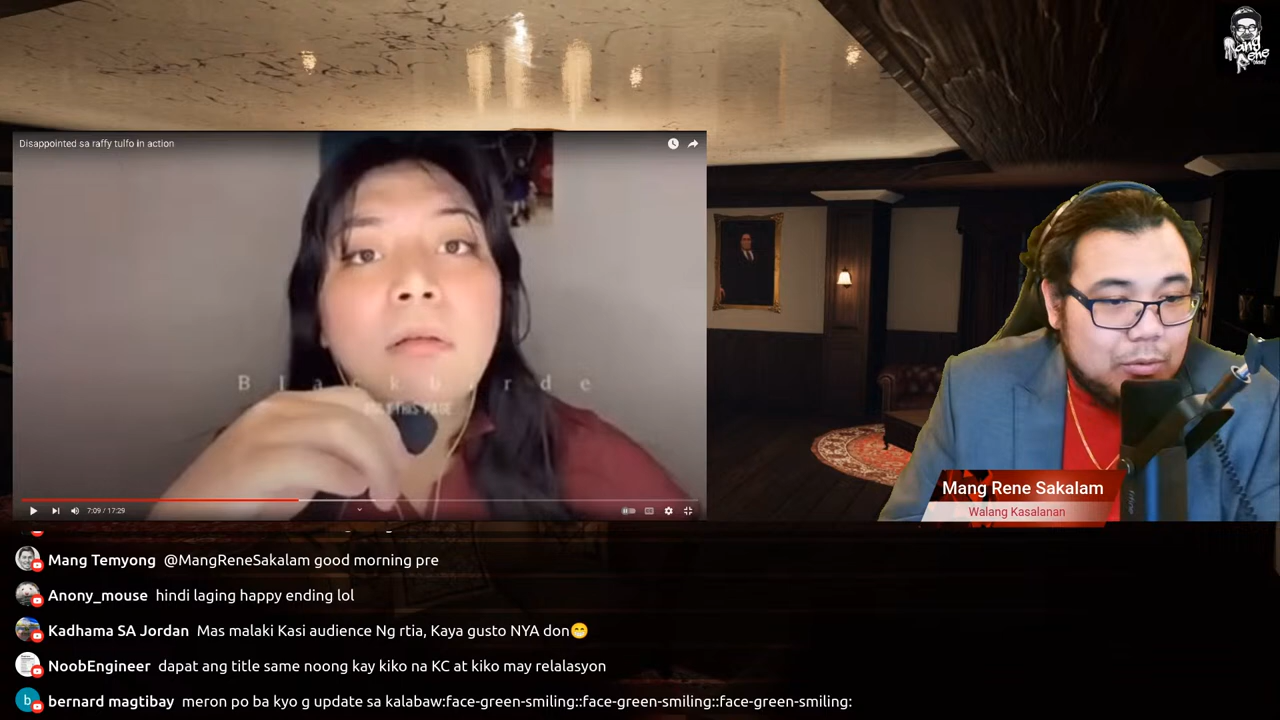 Mang Rene
Disappointed sa raffy tulfo in action
Blackbirde
7:09 / 17:29
Mang Rene Sakalam
Walang Kasalanan
Mang Temyong @MangReneSakalam good morning pre
Anony_mouse hindi laging happy ending lol
Kadhama SA Jordan Mas malaki Kasi audience Ng rtia, Kaya gusto NYA don😁
NoobEngineer dapat ang title same noong kay kiko na KC at kiko may relalasyon
b bernard magtibay meron po ba kyo g update sa kalabaw:face-green-smiling::face-green-smiling::face-green-smiling: